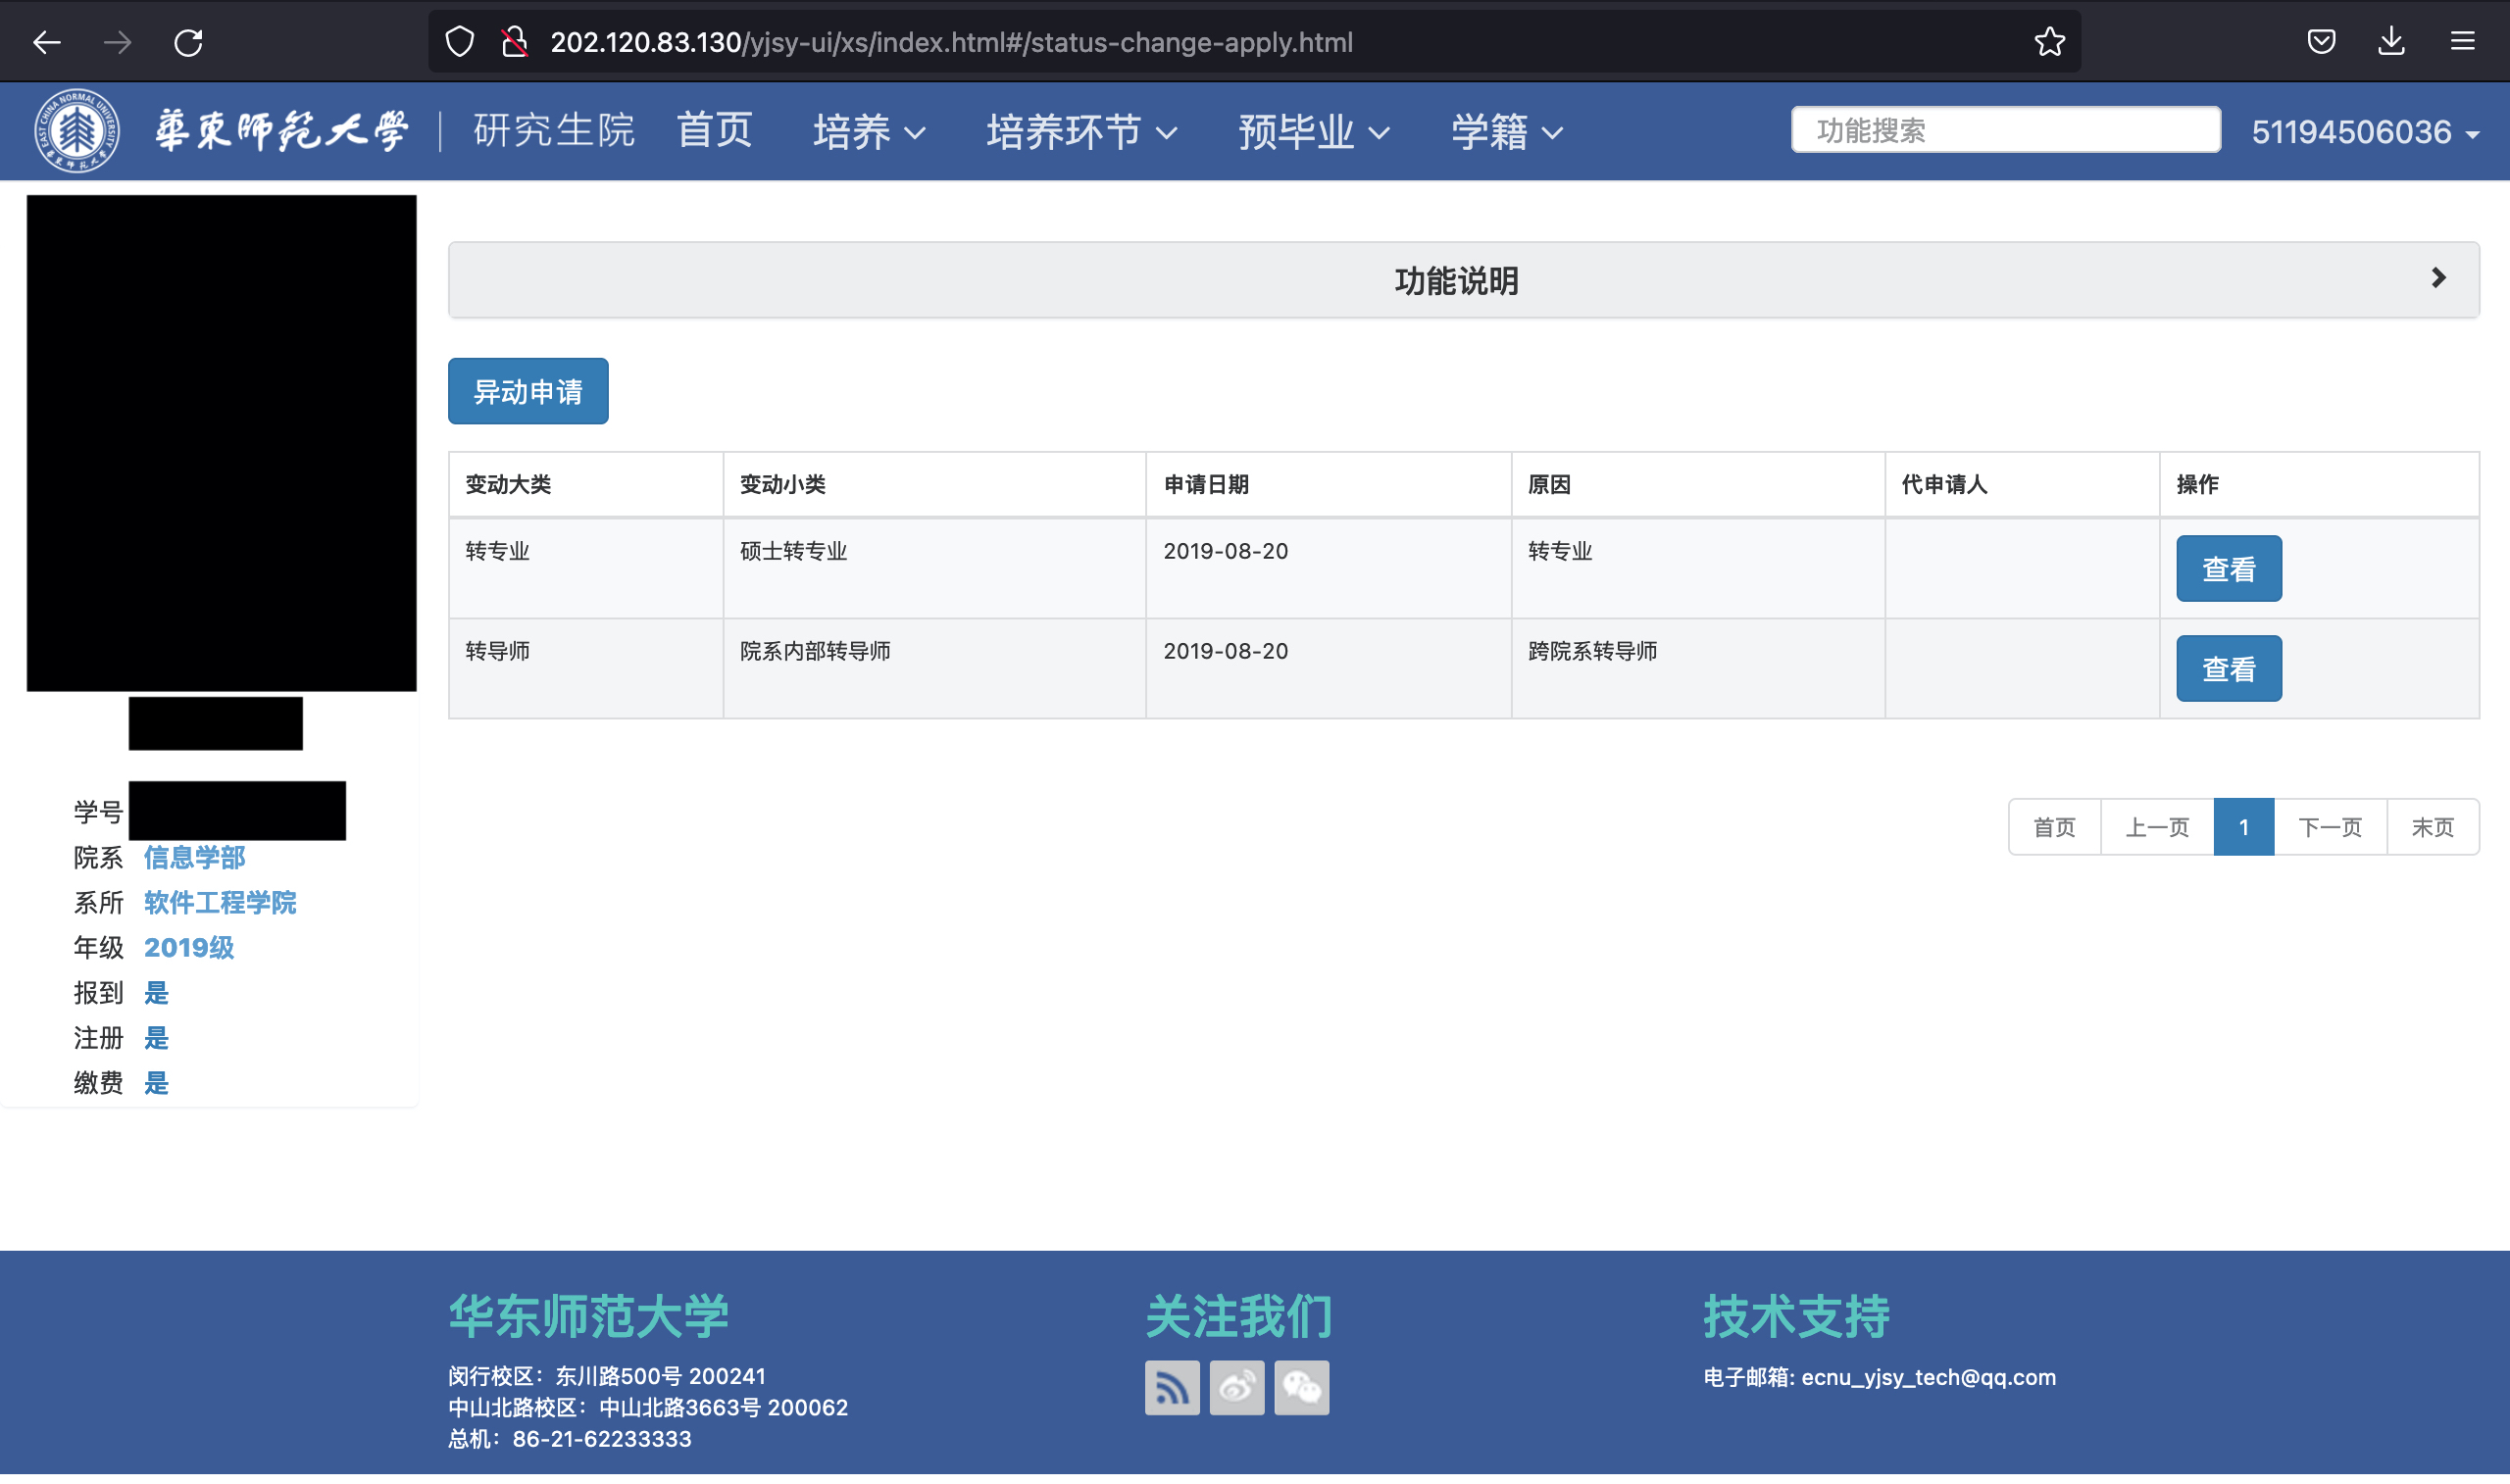 202.120.83.130/yjsy-ui/xs/index.html#/status-change-apply.html
EAST CHINA NORMAL UNIVERSITY
華東師範大學 研究生院 首页 培养 培养环节 预毕业 学籍 功能搜索 51194506036
功能说明
异动申请
变动大类 变动小类 申请日期 原因 代申请人 操作
转专业 硕士转专业 2019-08-20 转专业 查看
转导师 院系内部转导师 2019-08-20 跨院系转导师 查看
首页 上一页 1 下一页 末页
学号
院系 信息学部
系所 软件工程学院
年级 2019级
报到 是
注册 是
缴费 是
华东师范大学
闵行校区：东川路500号 200241
中山北路校区：中山北路3663号 200062
总机：86-21-62233333
关注我们
技术支持
电子邮箱: ecnu_yjsy_tech@qq.com